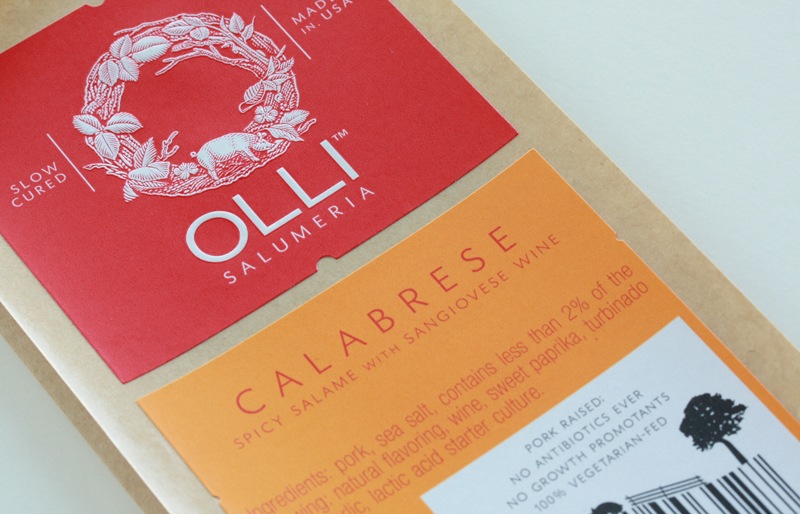 SLOW
CURED
MADE
IN USA
OLLI™
SALUMERIA
CALABRESE
SPICY SALAME WITH SANGIOVESE WINE
Ingredients: pork, sea salt, contains less than 2% of the
wing: natural flavoring, wine, sweet paprika, turbinado
lactic acid starter culture.
PORK RAISED:
NO ANTIBIOTICS EVER
NO GROWTH PROMOTANTS
100% VEGETARIAN-FED